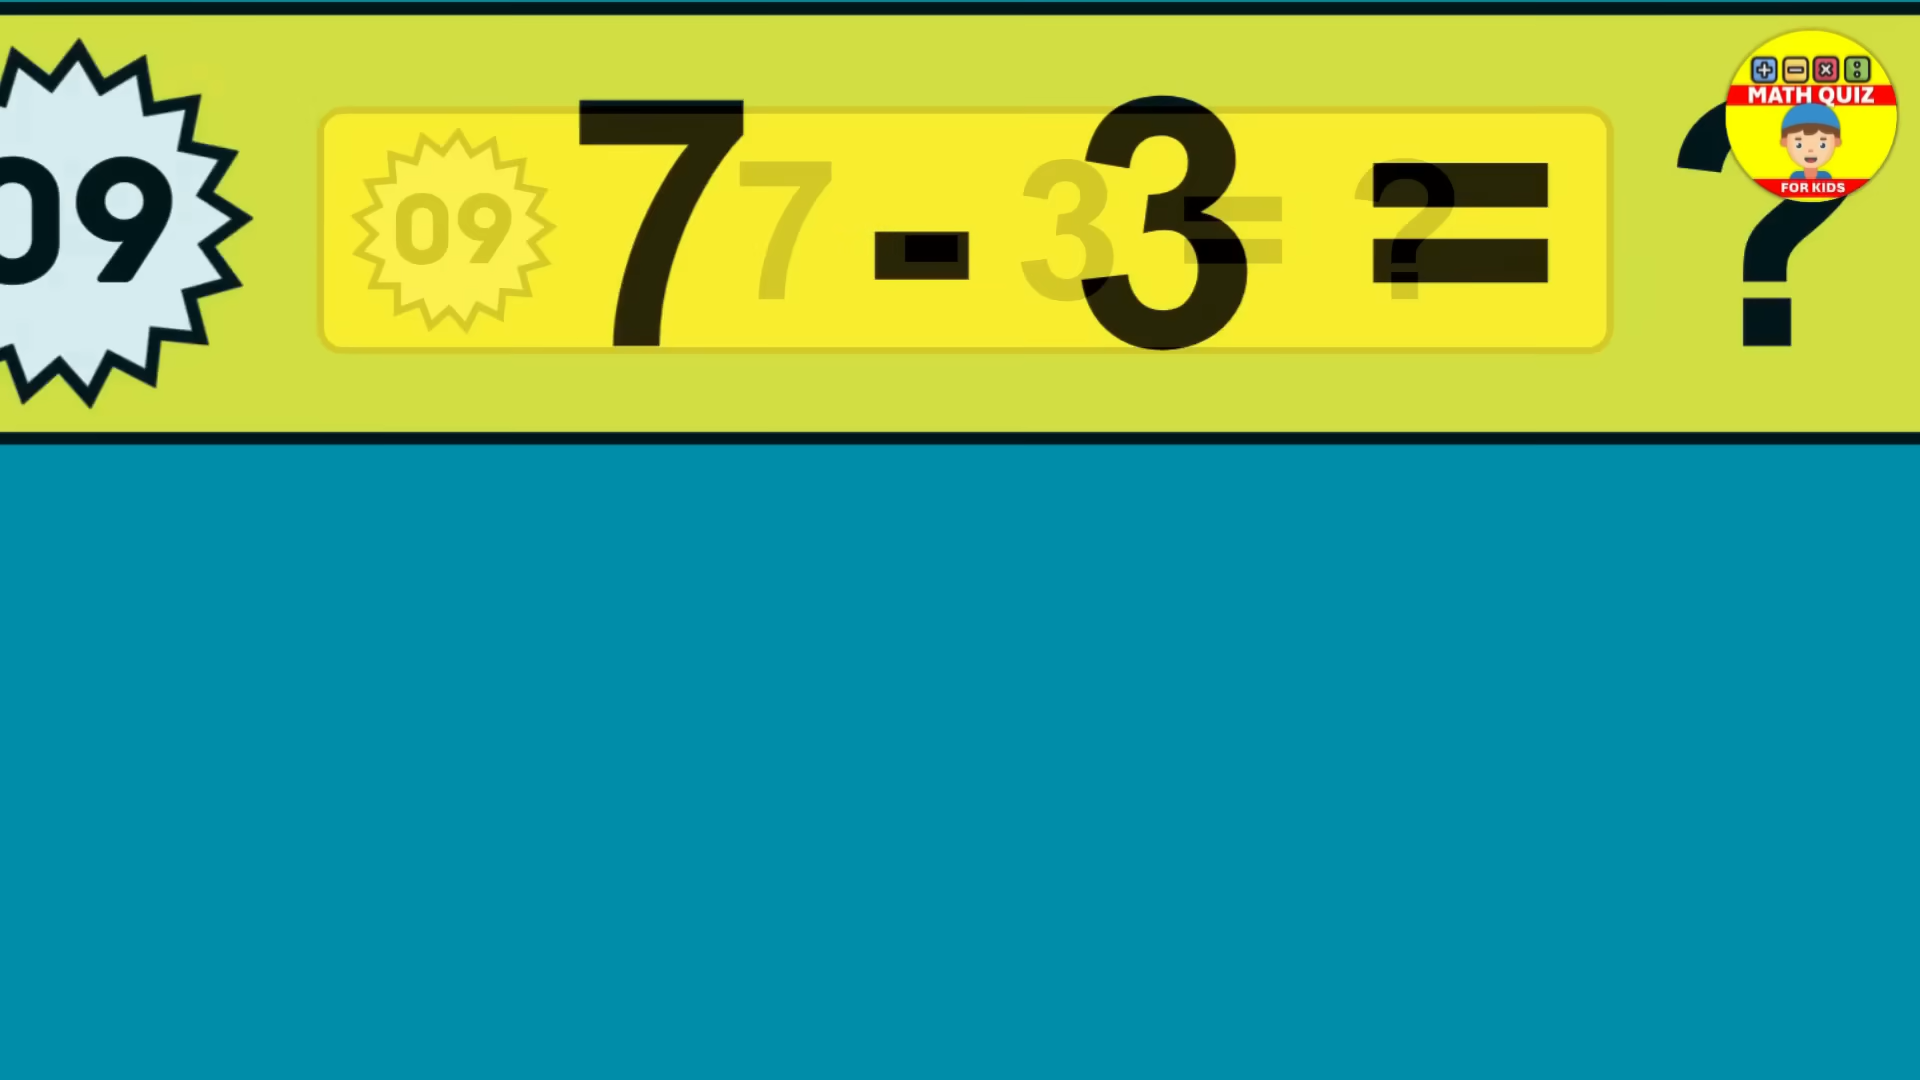 09 7 - 3 = ?
09 7 - 3 = ?
+ - × :
MATH QUIZ
FOR KIDS